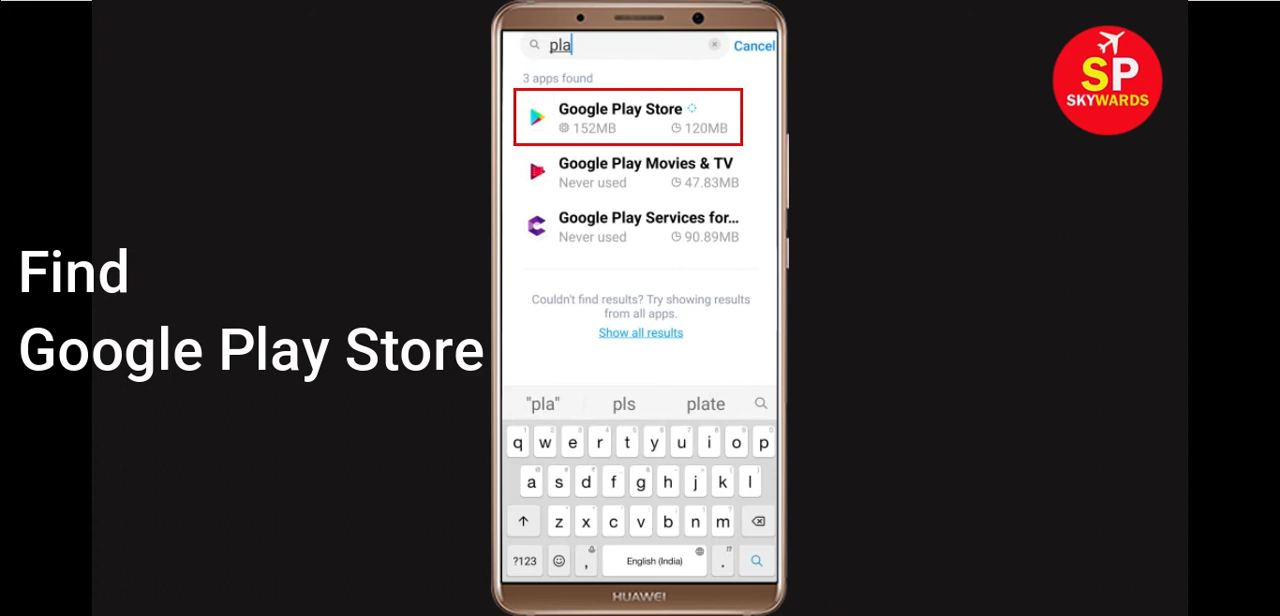 pla
Cancel
3 apps found
Google Play Store
152MB 120MB
Google Play Movies & TV
Never used 47.83MB
Google Play Services for...
Never used 90.89MB
Couldn't find results? Try showing results
from all apps.
Show all results
"pla" pls plate
q w e r t y u i o p
a s d f g h j k l
z x c v b n m
?123 , English (India) .
HUAWEI
Find
Google Play Store
SP
SKYWARDS